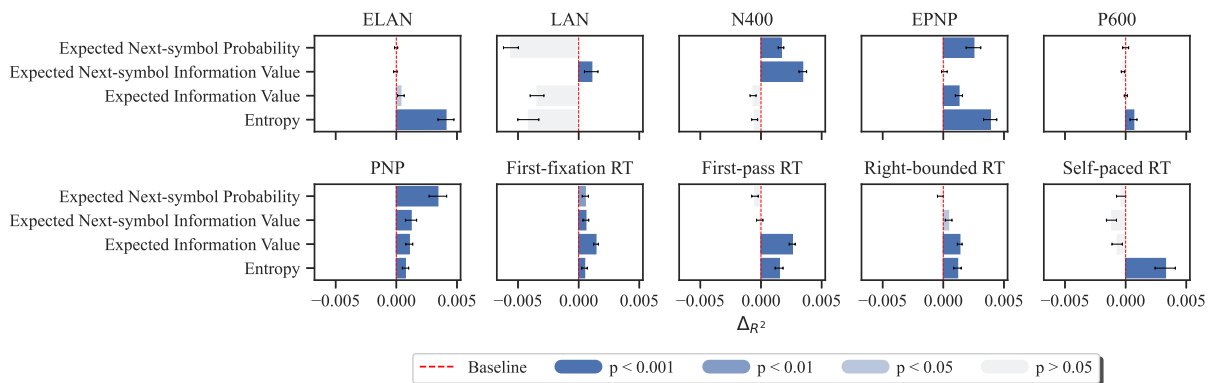 ELAN LAN N400 EPNP P600
Expected Next-symbol Probability
Expected Next-symbol Information Value
Expected Information Value
Entropy
PNP First-fixation RT First-pass RT Right-bounded RT Self-paced RT
Expected Next-symbol Probability
Expected Next-symbol Information Value
Expected Information Value
Entropy
−0.005 0.000 0.005 −0.005 0.000 0.005 −0.005 0.000 0.005 −0.005 0.000 0.005 −0.005 0.000 0.005
Δ_{R²}
Baseline p < 0.001 p < 0.01 p < 0.05 p > 0.05